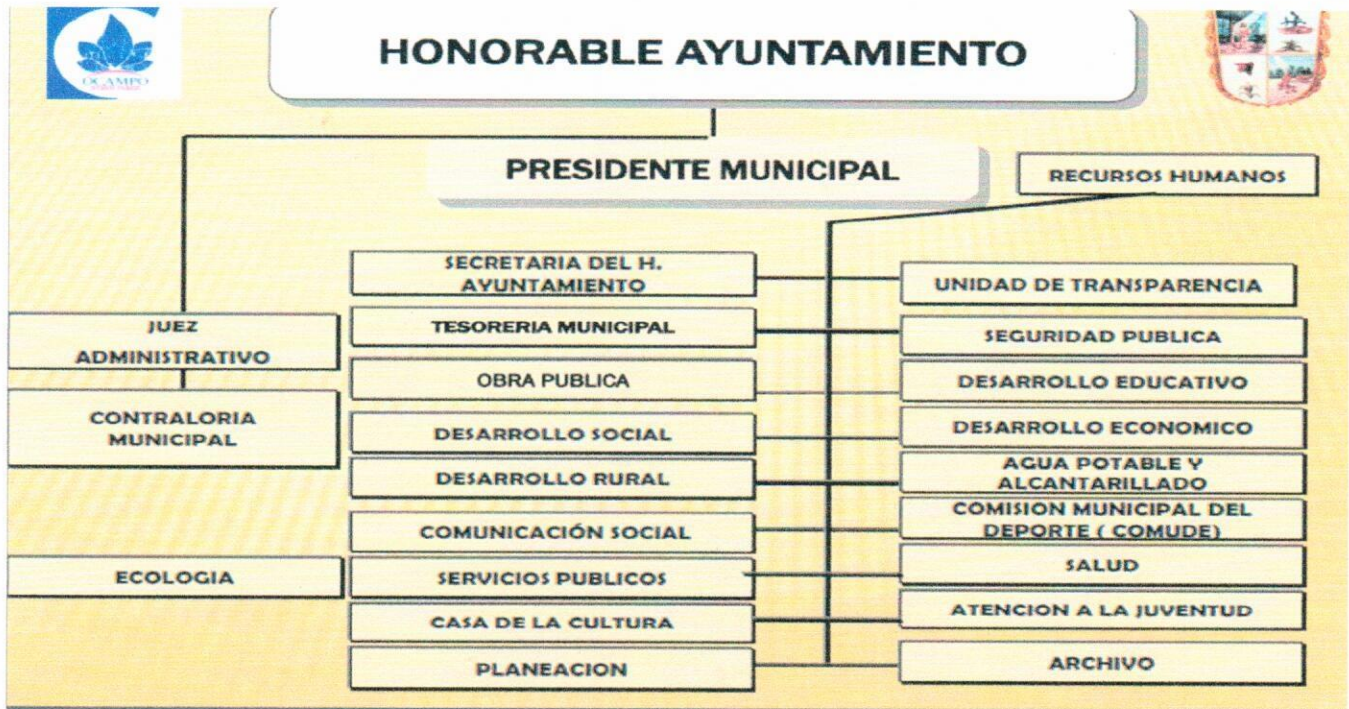 OCAMPO
HONORABLE AYUNTAMIENTO
PRESIDENTE MUNICIPAL
RECURSOS HUMANOS
SECRETARIA DEL H.
AYUNTAMIENTO
UNIDAD DE TRANSPARENCIA
JUEZ
ADMINISTRATIVO
TESORERIA MUNICIPAL
SEGURIDAD PUBLICA
OBRA PUBLICA
DESARROLLO EDUCATIVO
CONTRALORIA
MUNICIPAL
DESARROLLO SOCIAL
DESARROLLO ECONOMICO
DESARROLLO RURAL
AGUA POTABLE Y
ALCANTARILLADO
COMUNICACIÓN SOCIAL
COMISION MUNICIPAL DEL
DEPORTE ( COMUDE)
ECOLOGIA
SERVICIOS PUBLICOS
SALUD
CASA DE LA CULTURA
ATENCION A LA JUVENTUD
PLANEACION
ARCHIVO